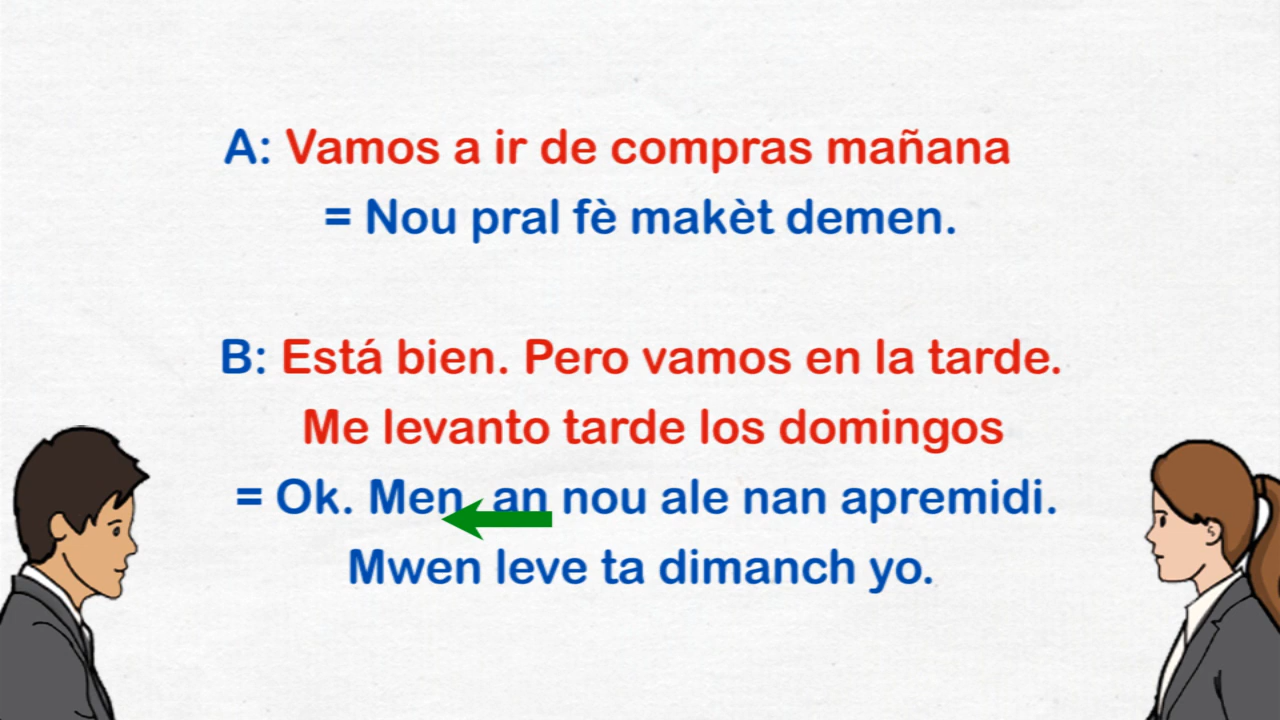 A: Vamos a ir de compras mañana
= Nou pral fè makèt demen.
B: Está bien. Pero vamos en la tarde.
Me levanto tarde los domingos
= Ok. Men, an nou ale nan apremidi.
Mwen leve ta dimanch yo.